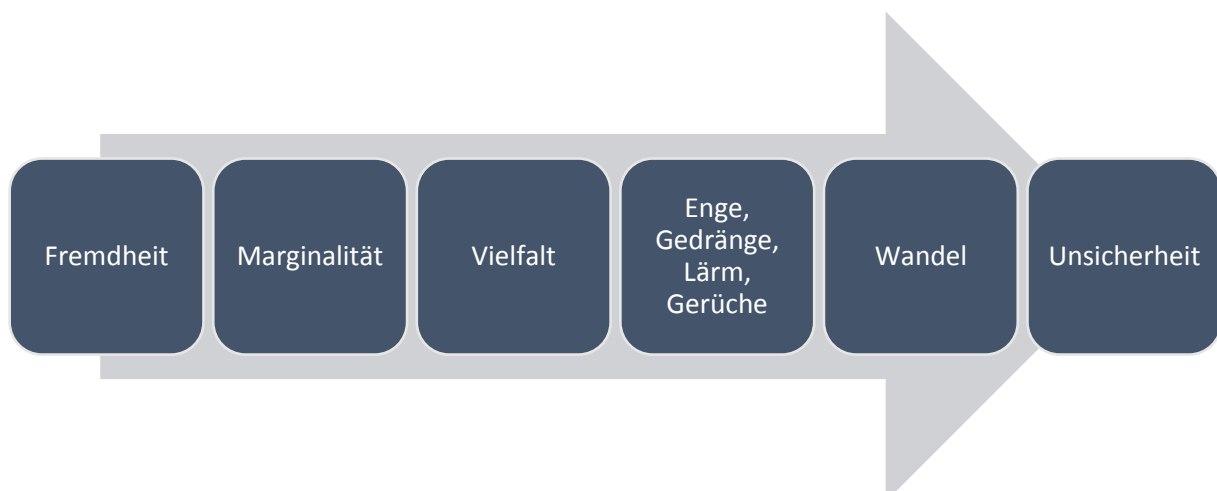 Fremdheit
Marginalität
Vielfalt
Enge,
Gedränge,
Lärm,
Gerüche
Wandel
Unsicherheit